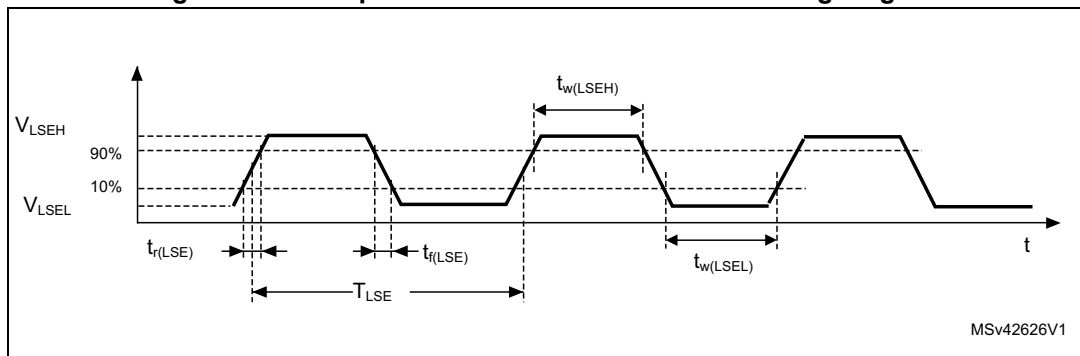 t_w(LSEH)
V_LSEH
90%
10%
V_LSEL
t_r(LSE)
t_f(LSE)
t
t_w(LSEL)
T_LSE
MSv42626V1